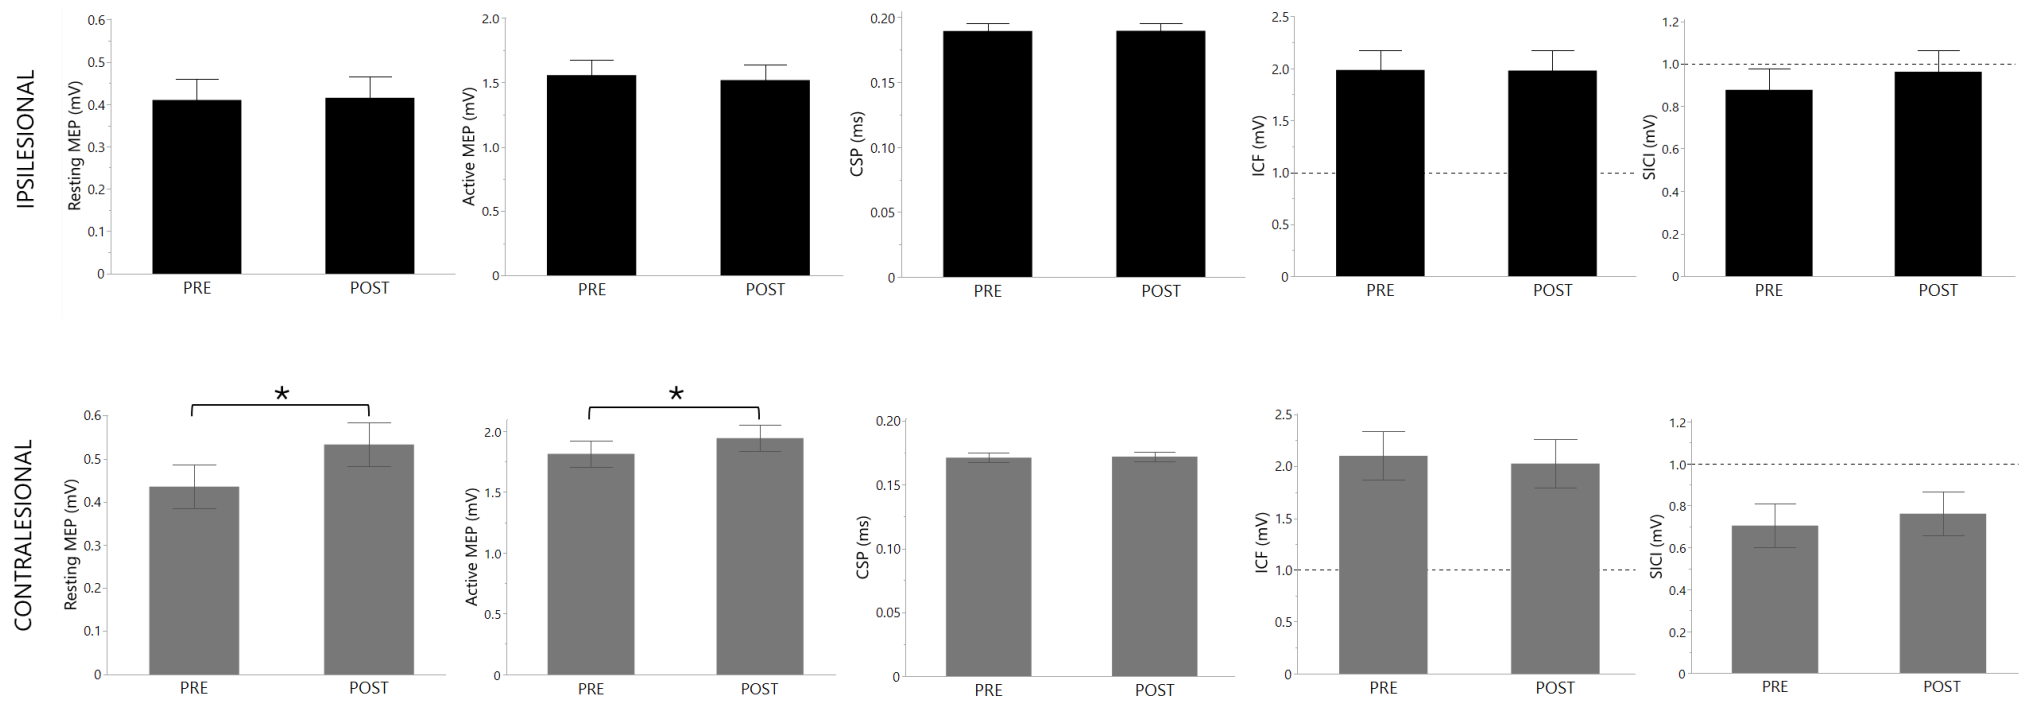 IPSILESIONAL
Resting MEP (mV)
0.6
0.5
0.4
0.3
0.2
0.1
0
PRE POST
Active MEP (mV)
2.0
1.5
1.0
0.5
0
PRE POST
CSP (ms)
0.20
0.15
0.10
0.05
0
PRE POST
ICF (mV)
2.5
2.0
1.5
1.0
0.5
0
PRE POST
SICI (mV)
1.2
1.0
0.8
0.6
0.4
0.2
0
PRE POST
CONTRALESIONAL
*
Resting MEP (mV)
0.6
0.5
0.4
0.3
0.2
0.1
0
PRE POST
*
Active MEP (mV)
2.0
1.5
1.0
0.5
0
PRE POST
CSP (ms)
0.20
0.15
0.10
0.05
0
PRE POST
ICF (mV)
2.5
2.0
1.5
1.0
0.5
0
PRE POST
SICI (mV)
1.2
1.0
0.8
0.6
0.4
0.2
0
PRE POST